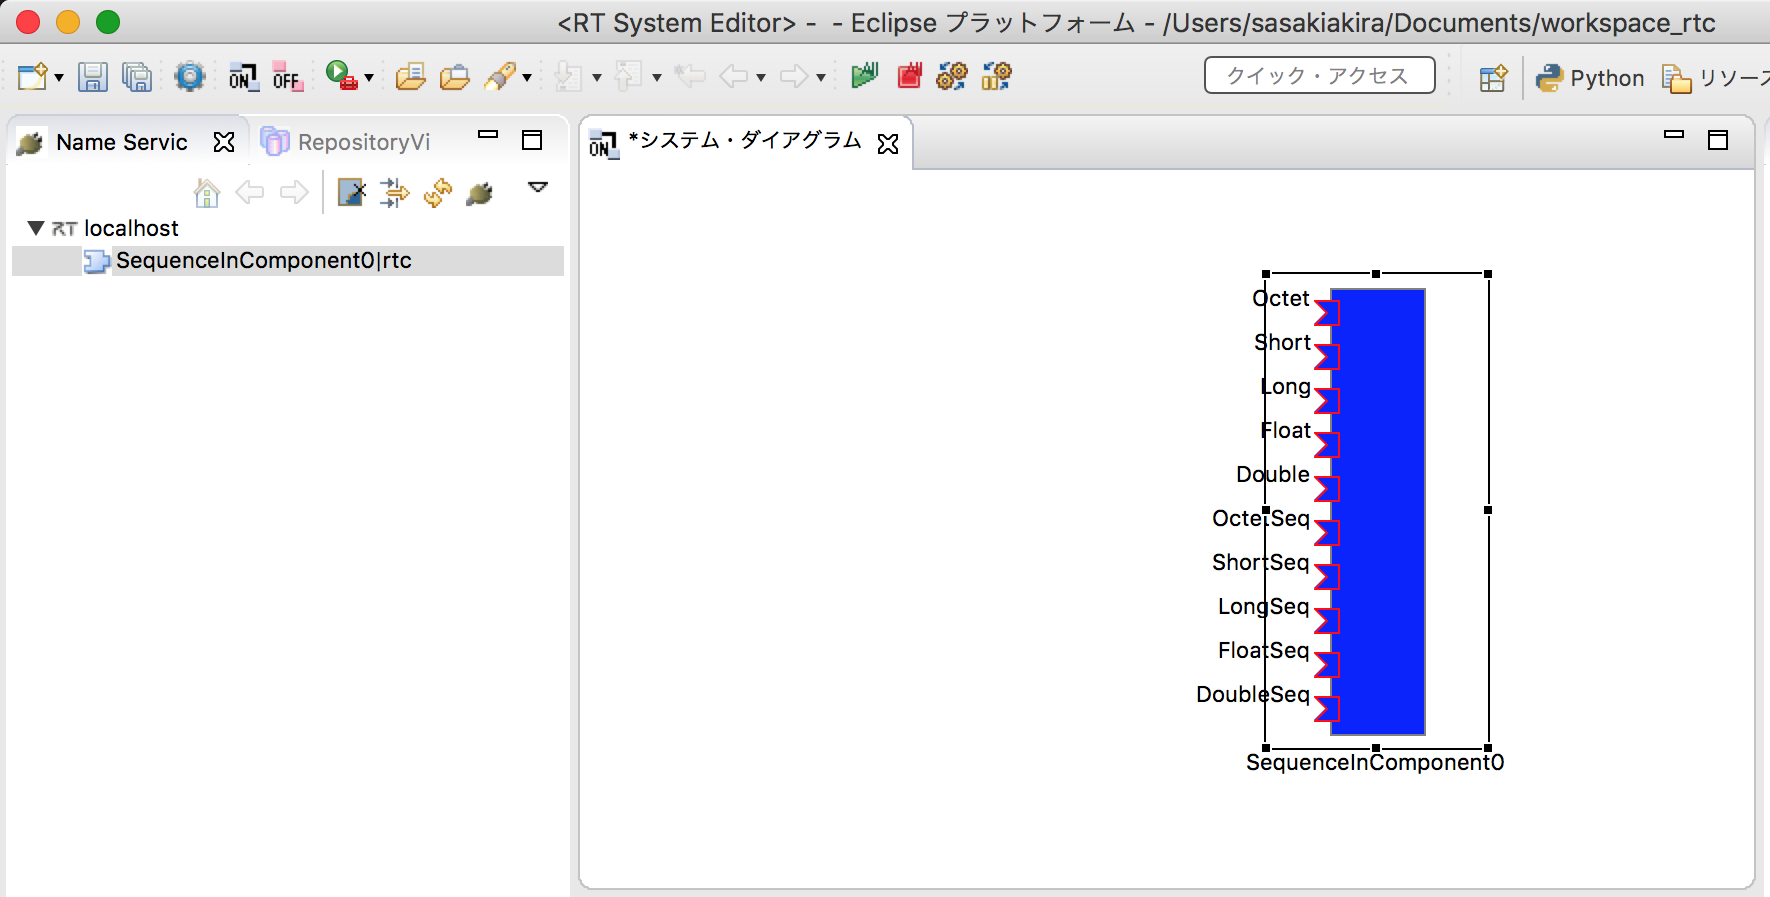 <RT System Editor> -  - Eclipse プラットフォーム - /Users/sasakiakira/Documents/workspace_rtc
ON OFF クイック・アクセス Python リソース
Name Servic RepositoryVi
ON *システム・ダイアグラム
RT localhost
SequenceInComponent0|rtc
Octet
Short
Long
Float
Double
OctetSeq
ShortSeq
LongSeq
FloatSeq
DoubleSeq
SequenceInComponent0